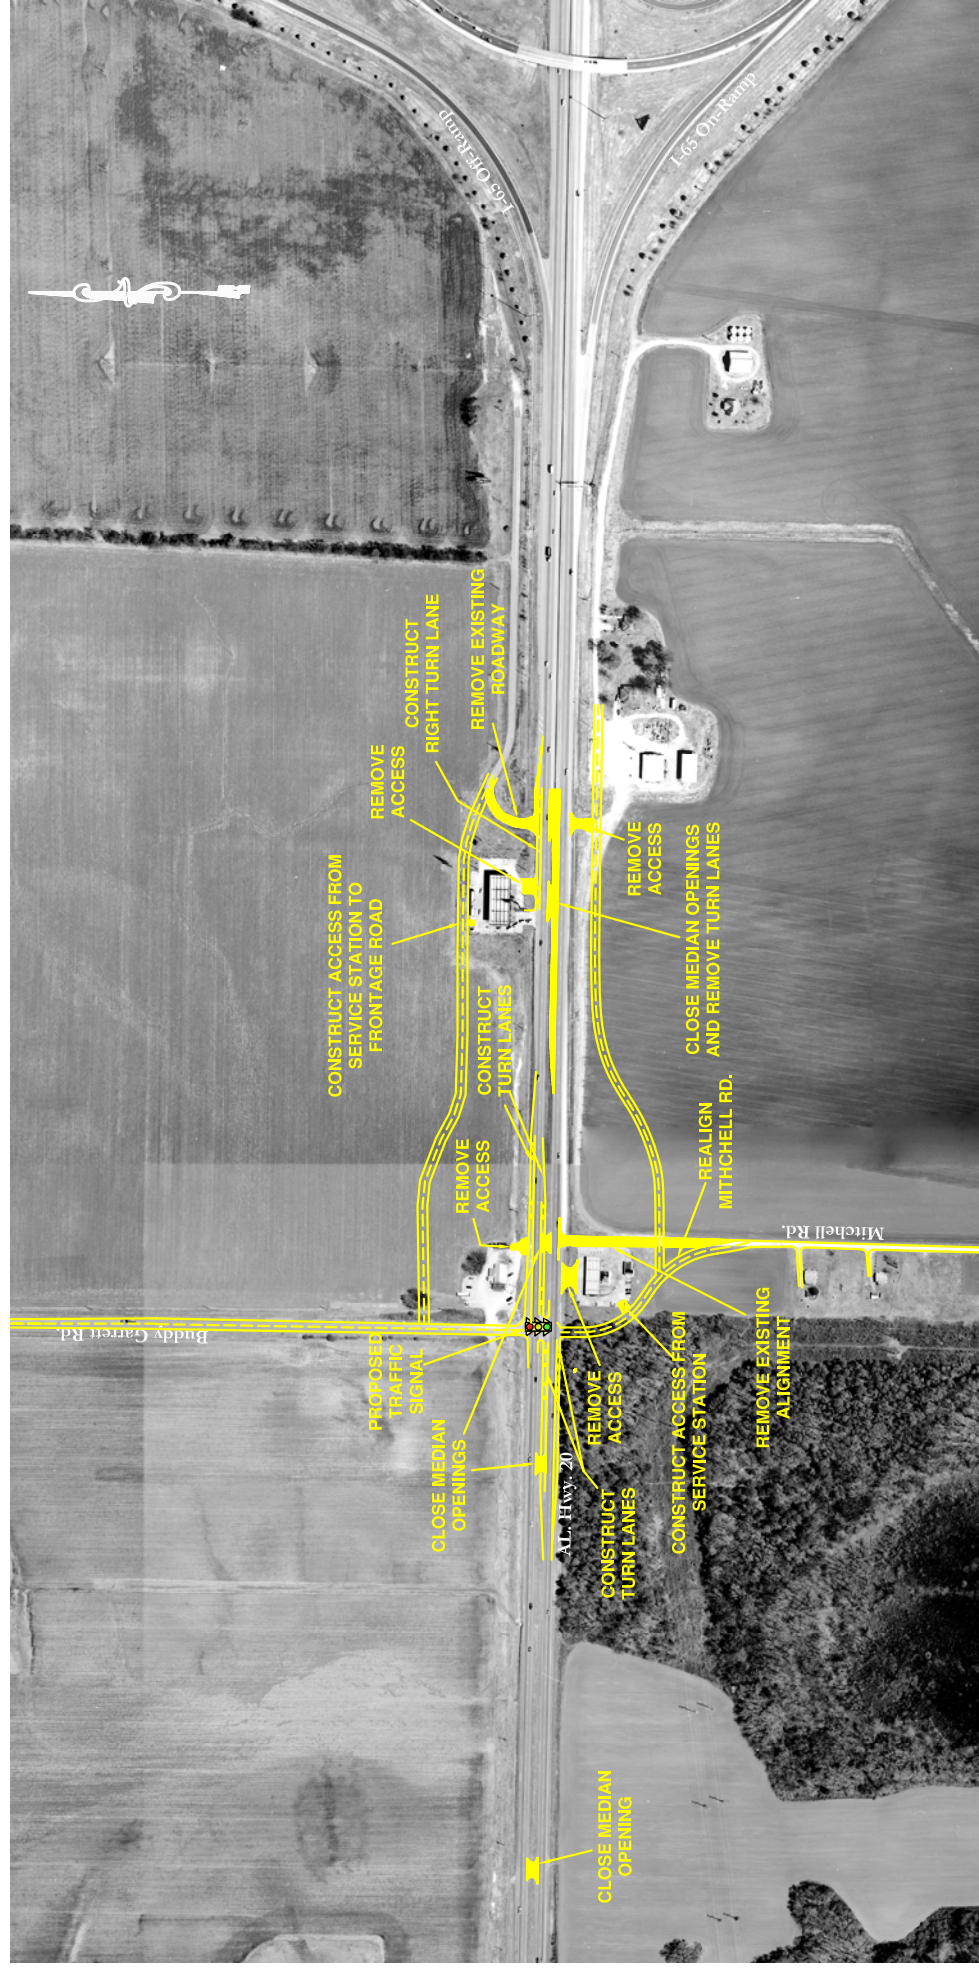 I-65 Off-Ramp
I-65 On-Ramp
CONSTRUCT
RIGHT TURN LANE
REMOVE EXISTING
ROADWAY
REMOVE
ACCESS
CONSTRUCT ACCESS FROM
SERVICE STATION TO
FRONTAGE ROAD
REMOVE
ACCESS
CLOSE MEDIAN OPENINGS
AND REMOVE TURN LANES
CONSTRUCT
TURN LANES
REMOVE
ACCESS
REALIGN
MITHCHELL RD.
Mitchell Rd.
Buddy Garrett Rd.
PROPOSED
TRAFFIC
SIGNAL
CLOSE MEDIAN
OPENINGS
REMOVE
ACCESS
CONSTRUCT ACCESS FROM
SERVICE STATION
REMOVE EXISTING
ALIGNMENT
AL. Hwy. 20
CONSTRUCT
TURN LANES
CLOSE MEDIAN
OPENING